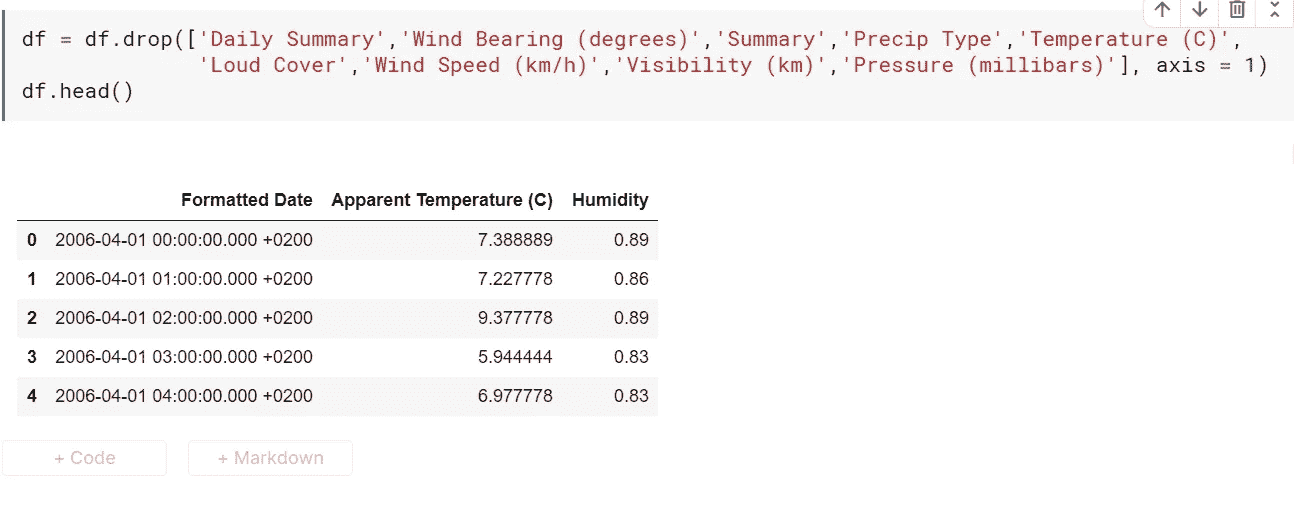 df = df.drop(['Daily Summary','Wind Bearing (degrees)','Summary','Precip Type','Temperature (C)',
'Loud Cover','Wind Speed (km/h)','Visibility (km)','Pressure (millibars)'], axis = 1)
df.head()
Formatted Date Apparent Temperature (C) Humidity
0 2006-04-01 00:00:00.000 +0200 7.388889 0.89
1 2006-04-01 01:00:00.000 +0200 7.227778 0.86
2 2006-04-01 02:00:00.000 +0200 9.377778 0.89
3 2006-04-01 03:00:00.000 +0200 5.944444 0.83
4 2006-04-01 04:00:00.000 +0200 6.977778 0.83
+ Code + Markdown